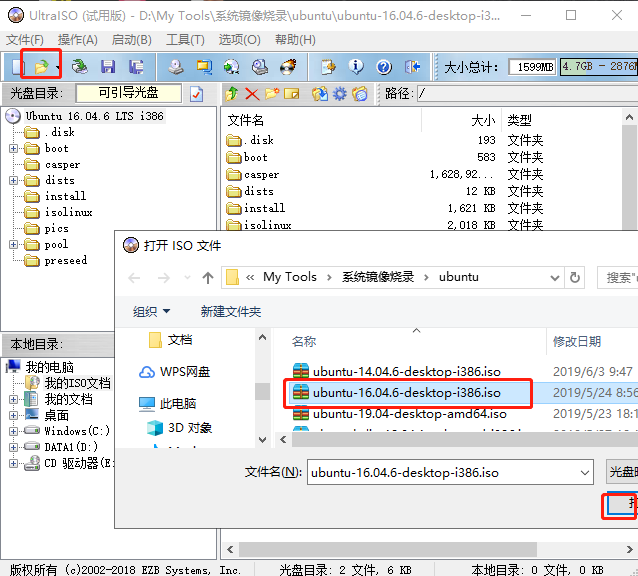 UltraISO (试用版) - D:\My Tools\系统镜像烧录\ubuntu\ubuntu-16.04.6-desktop-i3...
文件(F) 操作(A) 启动(B) 工具(T) 选项(O) 帮助(H)
大小总计: 1599MB 4.7GB - 2876M
光盘目录: 可引导光盘 路径: /
Ubuntu 16.04.6 LTS i386
.disk
boot
casper
dists
install
isolinux
pics
pool
preseed
文件名 大小 类型
.disk 193 文件夹
boot 583 文件夹
casper 1,628,92... 文件夹
dists 12 KB 文件夹
install 1,621 KB 文件夹
isolinux 2,018 KB 文件夹
打开 ISO 文件
« My Tools › 系统镜像烧录 › ubuntu
搜索"
组织 新建文件夹
文档
WPS网盘
此电脑
3D 对象
名称 修改日期
ubuntu-14.04.6-desktop-i386.iso 2019/6/3 9:47
ubuntu-16.04.6-desktop-i386.iso 2019/5/24 8:56
ubuntu-19.04-desktop-amd64.iso 2019/5/23 18:1
文件名(N): ubuntu-16.04.6-desktop-i386.iso 光盘
本地目录:
我的电脑
我的ISO文档
我的文档
桌面
Windows(C:)
DATA1(D:)
CD 驱动器(E:
版权所有 (c)2002-2018 EZB Systems, Inc. 光盘目录: 2 文件, 6 KB 本地目录: 0 文件, 0 KB